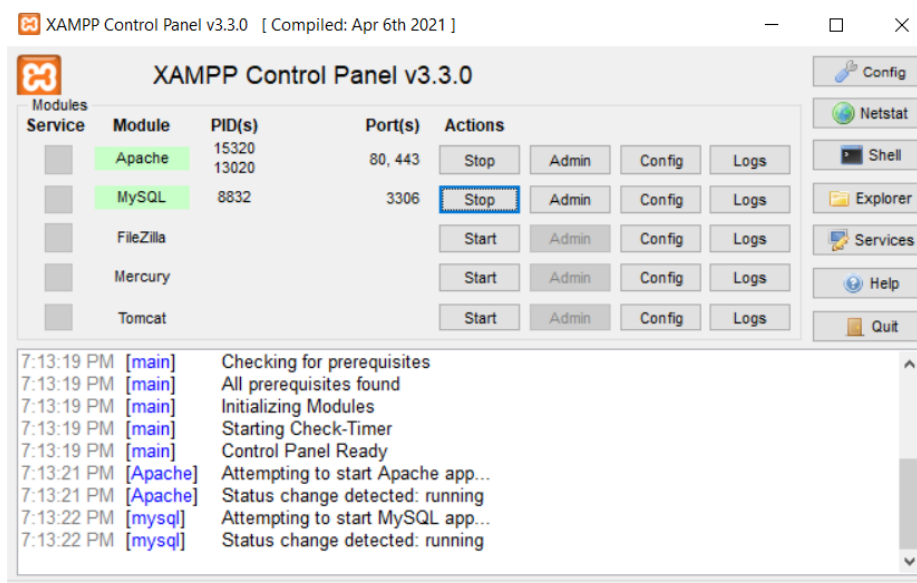 XAMPP Control Panel v3.3.0 [ Compiled: Apr 6th 2021 ]
XAMPP Control Panel v3.3.0
Config
Modules
Service Module PID(s) Port(s) Actions
Netstat
Apache 15320 13020 80, 443 Stop Admin Config Logs
Shell
MySQL 8832 3306 Stop Admin Config Logs
Explorer
FileZilla Start Admin Config Logs
Services
Mercury Start Admin Config Logs
Help
Tomcat Start Admin Config Logs
Quit
7:13:19 PM [main] Checking for prerequisites
7:13:19 PM [main] All prerequisites found
7:13:19 PM [main] Initializing Modules
7:13:19 PM [main] Starting Check-Timer
7:13:19 PM [main] Control Panel Ready
7:13:21 PM [Apache] Attempting to start Apache app...
7:13:21 PM [Apache] Status change detected: running
7:13:22 PM [mysql] Attempting to start MySQL app...
7:13:22 PM [mysql] Status change detected: running